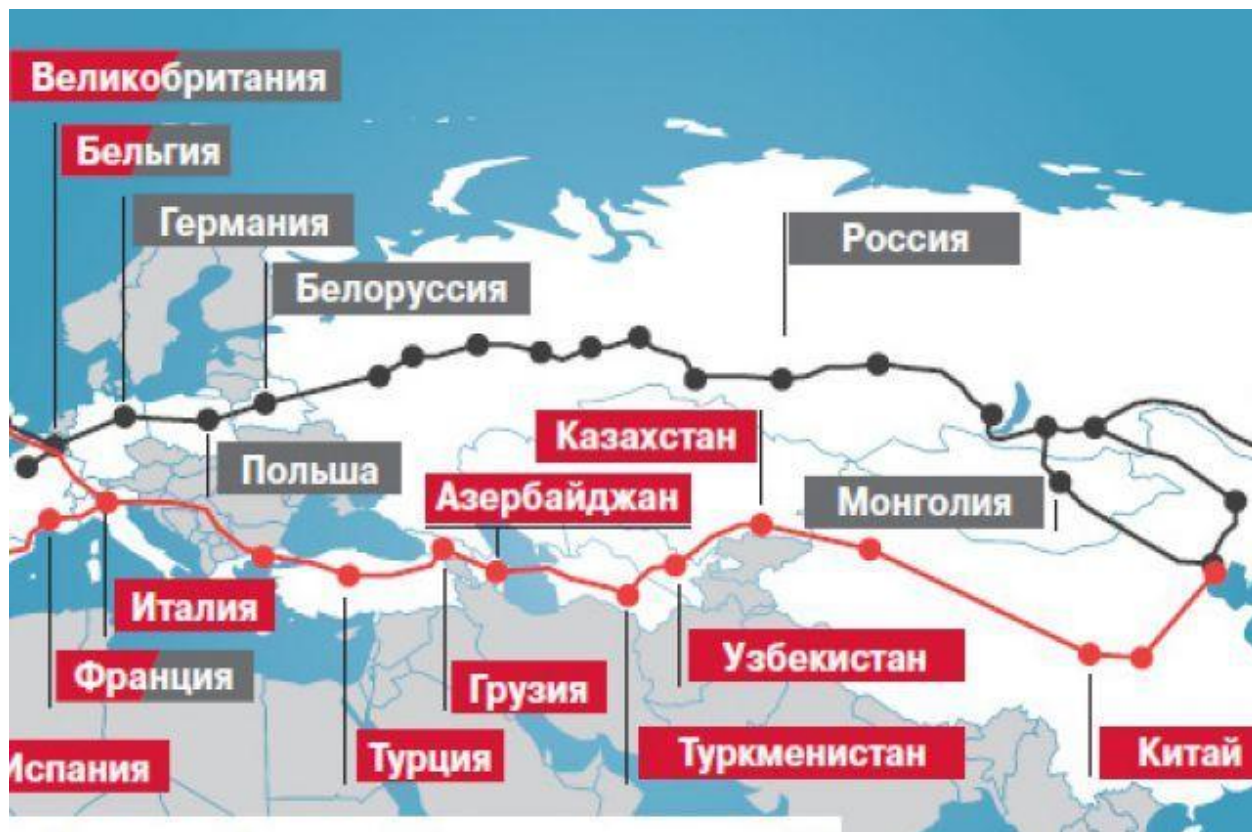 Великобритания
Бельгия
Германия
Россия
Белоруссия
Казахстан
Польша
Азербайджан
Монголия
Италия
Узбекистан
Франция
Грузия
Испания
Турция
Туркменистан
Китай